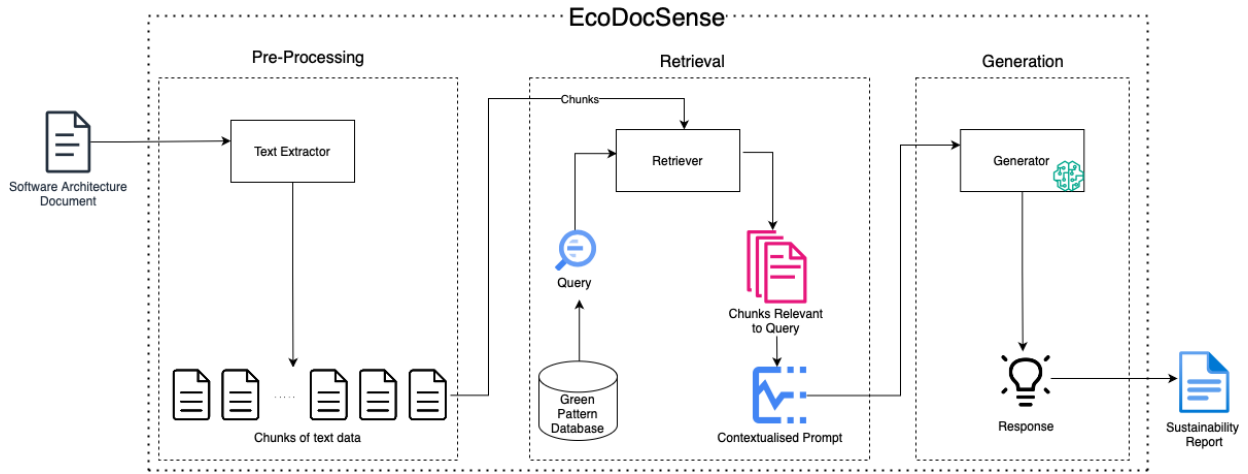 EcoDocSense
Pre-Processing
Retrieval
Generation
Chunks
Text Extractor
Retriever
Generator
Software Architecture
Document
Query
Chunks Relevant
to Query
Green
Pattern
Database
.....
Chunks of text data
Contextualised Prompt
Response
Sustainability
Report